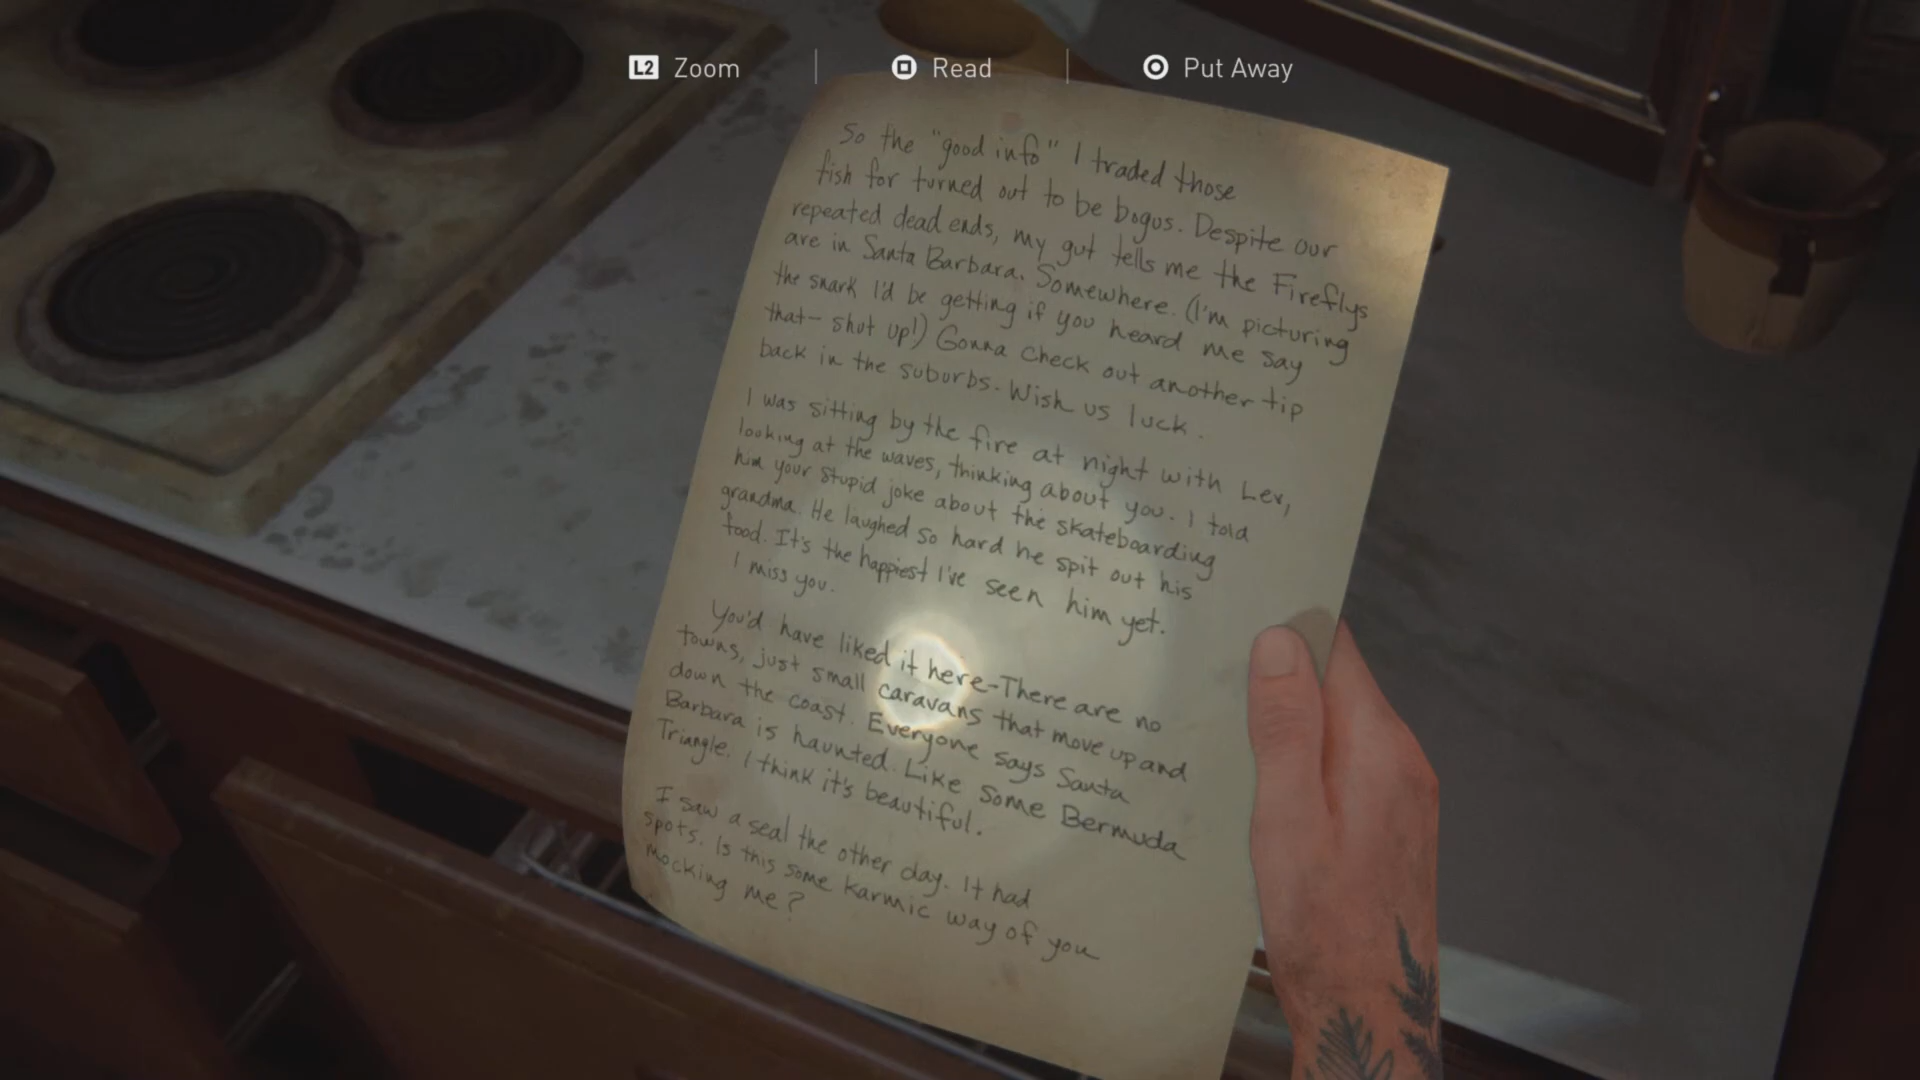 L2 Zoom | Read | Put Away
So the "good info" I traded those
fish for turned out to be bogus. Despite our
repeated dead ends, my gut tells me the Fireflys
are in Santa Barbara. Somewhere. (I'm picturing
the snark I'd be getting if you heard me say
that- shut up!) Gonna check out another tip
back in the suburbs. Wish us luck.
I was sitting by the fire at night with Lev,
looking at the waves, thinking about you. I told
him your stupid joke about the skateboarding
grandma. He laughed so hard he spit out his
food. It's the happiest I've seen him yet.
I miss you.
You'd have liked it here-There are no
towns, just small caravans that move up and
down the coast. Everyone says Santa
Barbara is haunted. Like Some Bermuda
Triangle. I think it's beautiful.
I saw a seal the other day. It had
spots. Is this some karmic way of you
mocking me?